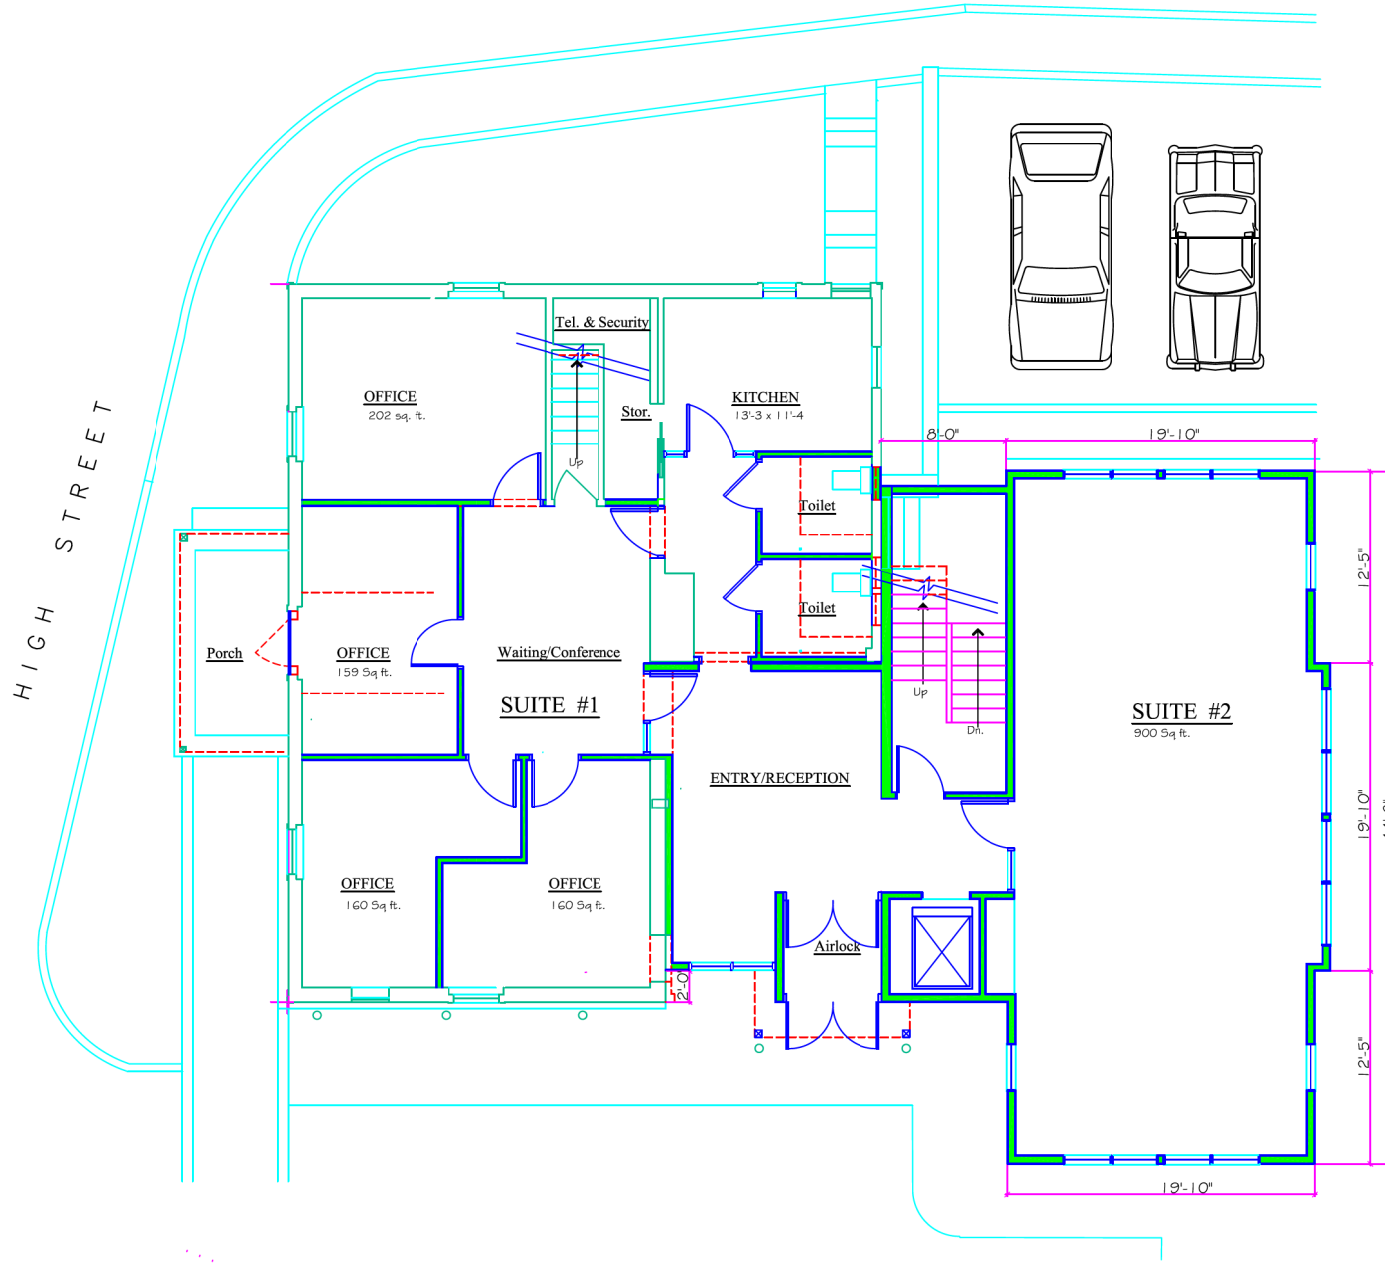 HIGH STREET
Tel. & Security
OFFICE
202 sq. ft.
Stor.
KITCHEN
13'-3 x 11'-4
Up
8'-0"
19'-10"
Toilet
12'-5"
Toilet
Porch
OFFICE
159 Sq ft.
Waiting/Conference
SUITE #1
Up
Dn.
SUITE #2
900 Sq ft.
ENTRY/RECEPTION
19'-10"
OFFICE
160 Sq ft.
OFFICE
160 Sq ft.
Airlock
2'-0
12'-5"
19'-10"